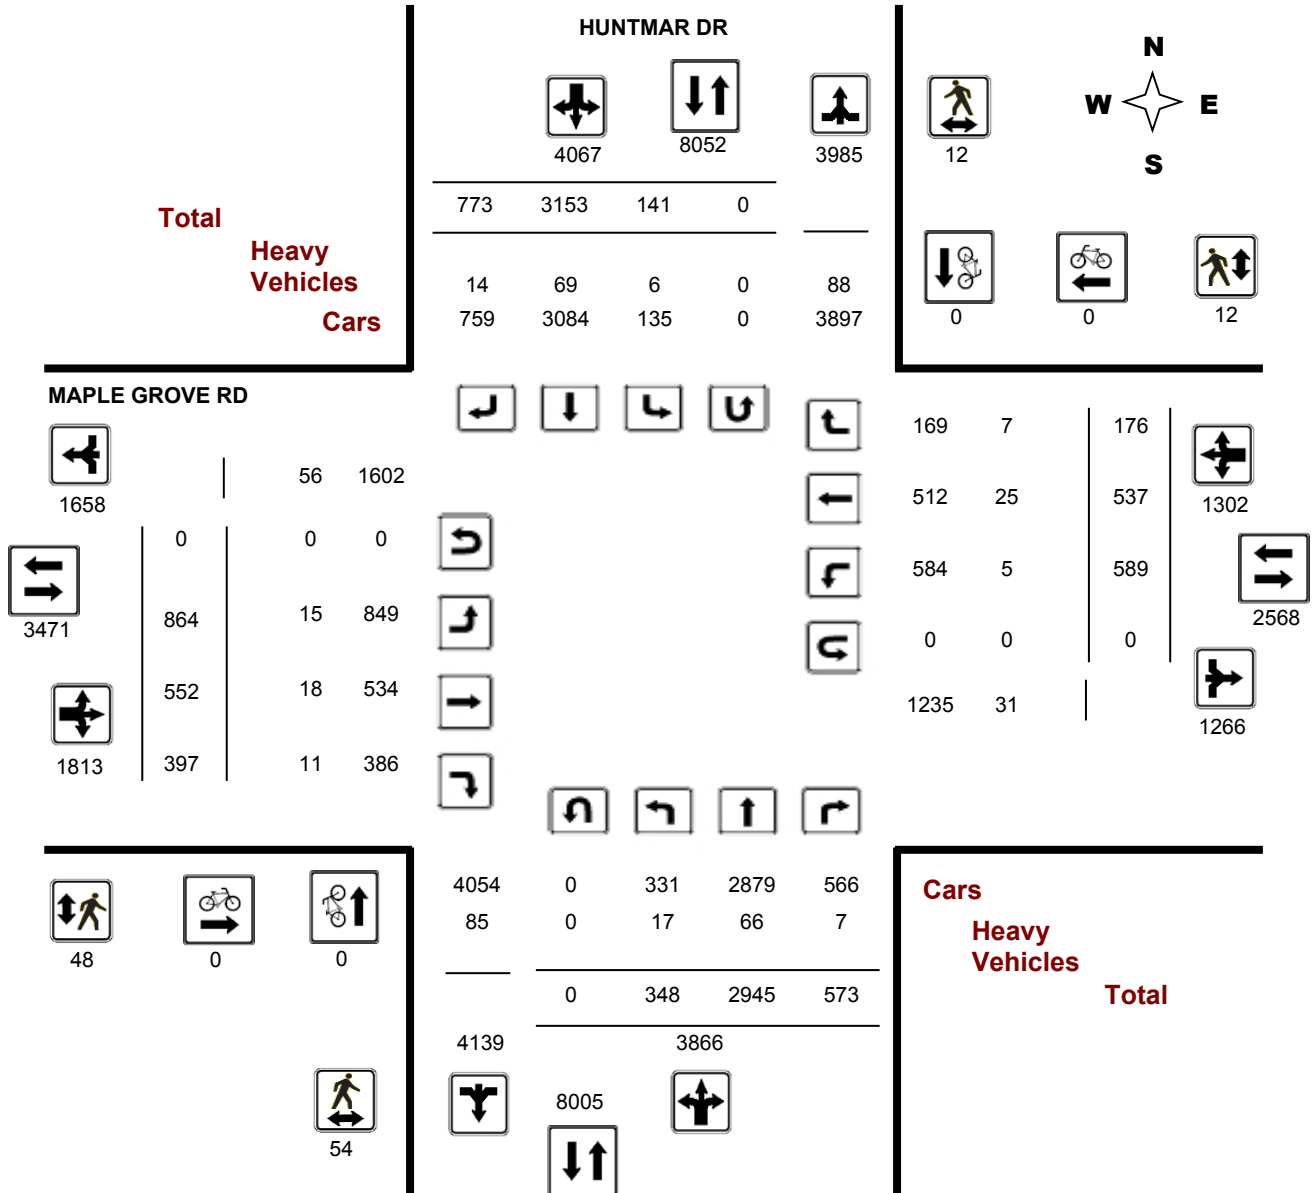 HUNTMAR DR
N
W E
S
4067 8052 3985 12
773 3153 141 0
Total
Heavy
Vehicles
14 69 6 0 88
Cars
759 3084 135 0 3897
0 0 12
MAPLE GROVE RD
169 7 176
56 1602
1658
512 25 537 1302
0 0 0
584 5 589
3471
864 15 849
2568
0 0 0
552 18 534
1235 31
1266
1813 397 11 386
4054 0 331 2879 566
Cars
85 0 17 66 7
Heavy
Vehicles
48 0 0
0 348 2945 573
Total
4139 3866
8005
54